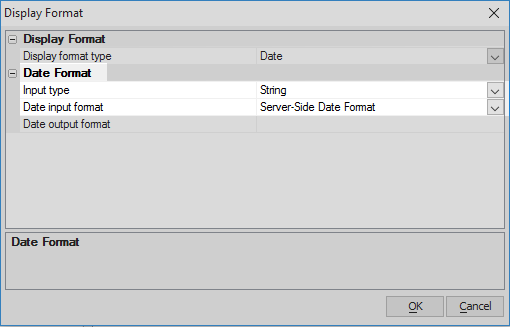 Display Format
Display Format
Display format type Date
Date Format
Input type String
Date input format Server-Side Date Format
Date output format
Date Format
OK Cancel